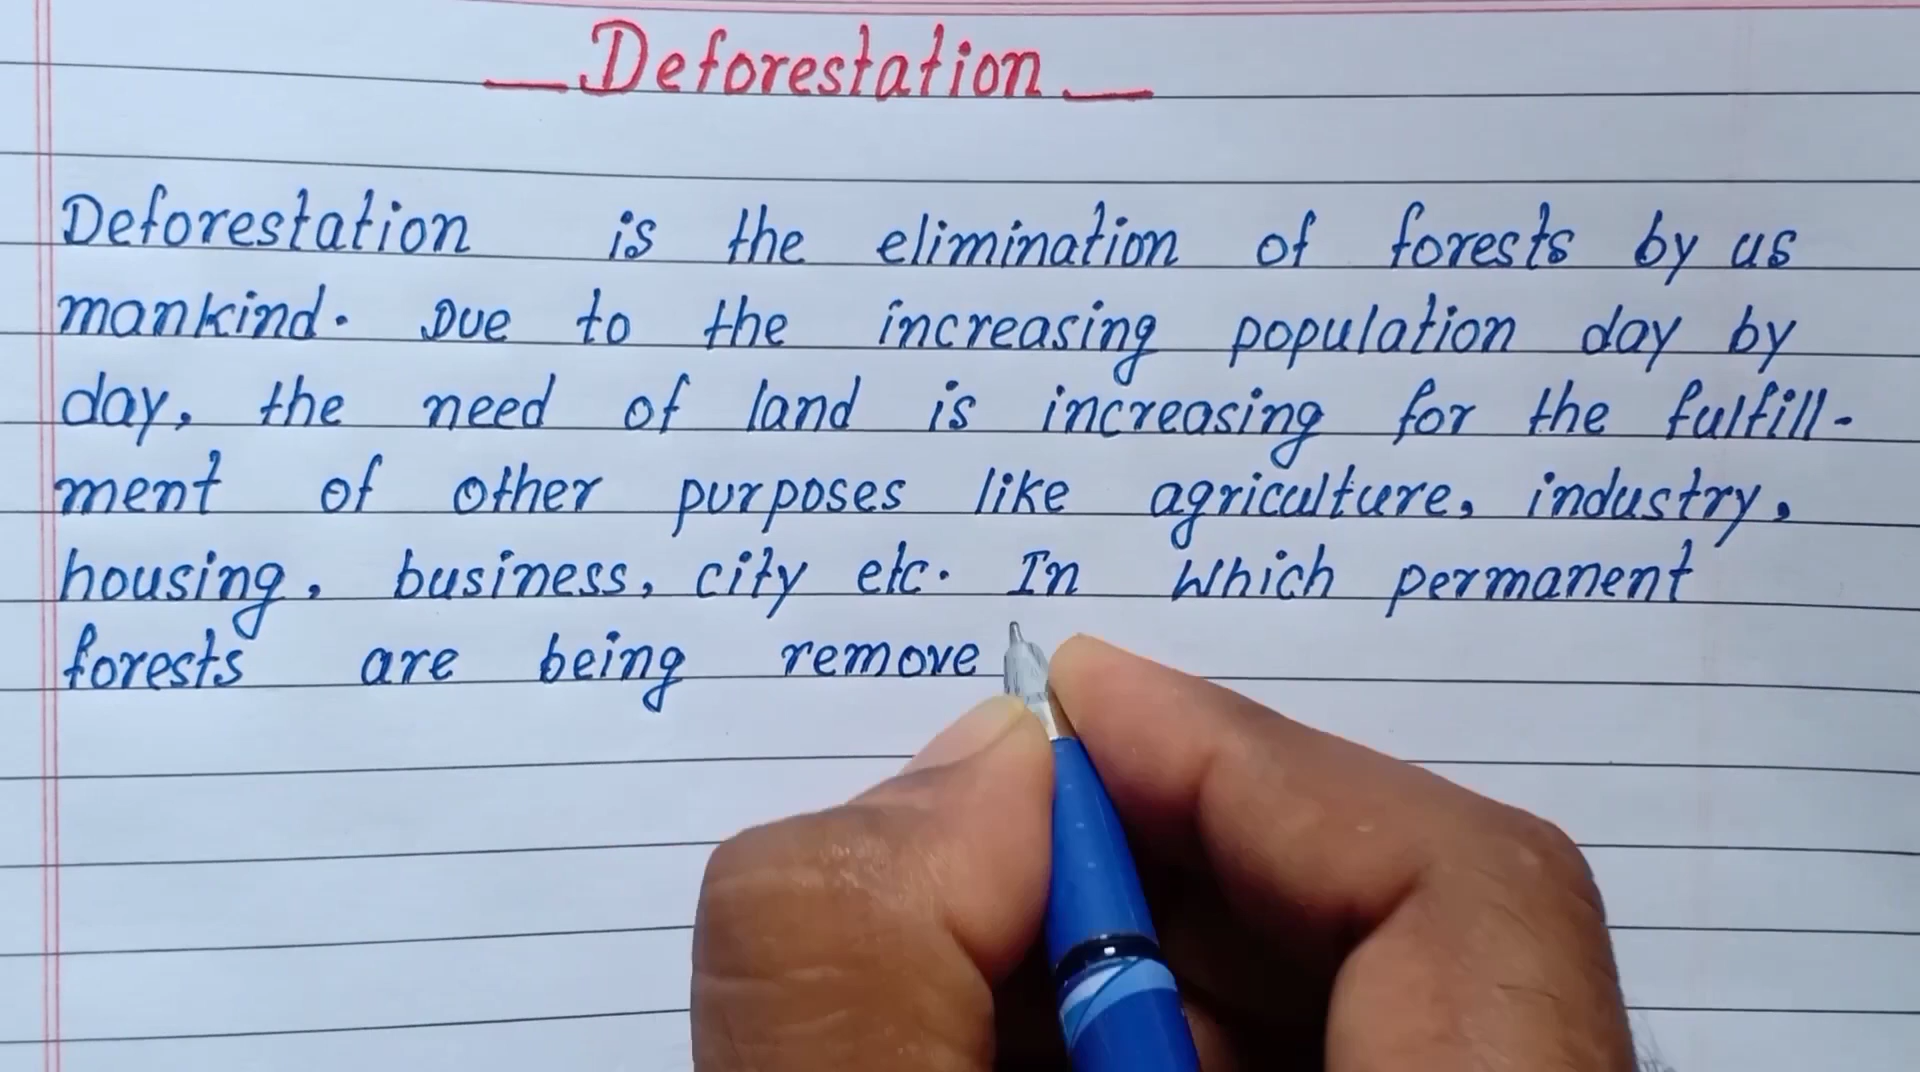 Deforestation
Deforestation is the elimination of forests by us
mankind. Due to the increasing population day by
day, the need of land is increasing for the fulfill-
ment of other purposes like agriculture, industry,
housing, business, city etc. In which permanent
forests are being remove